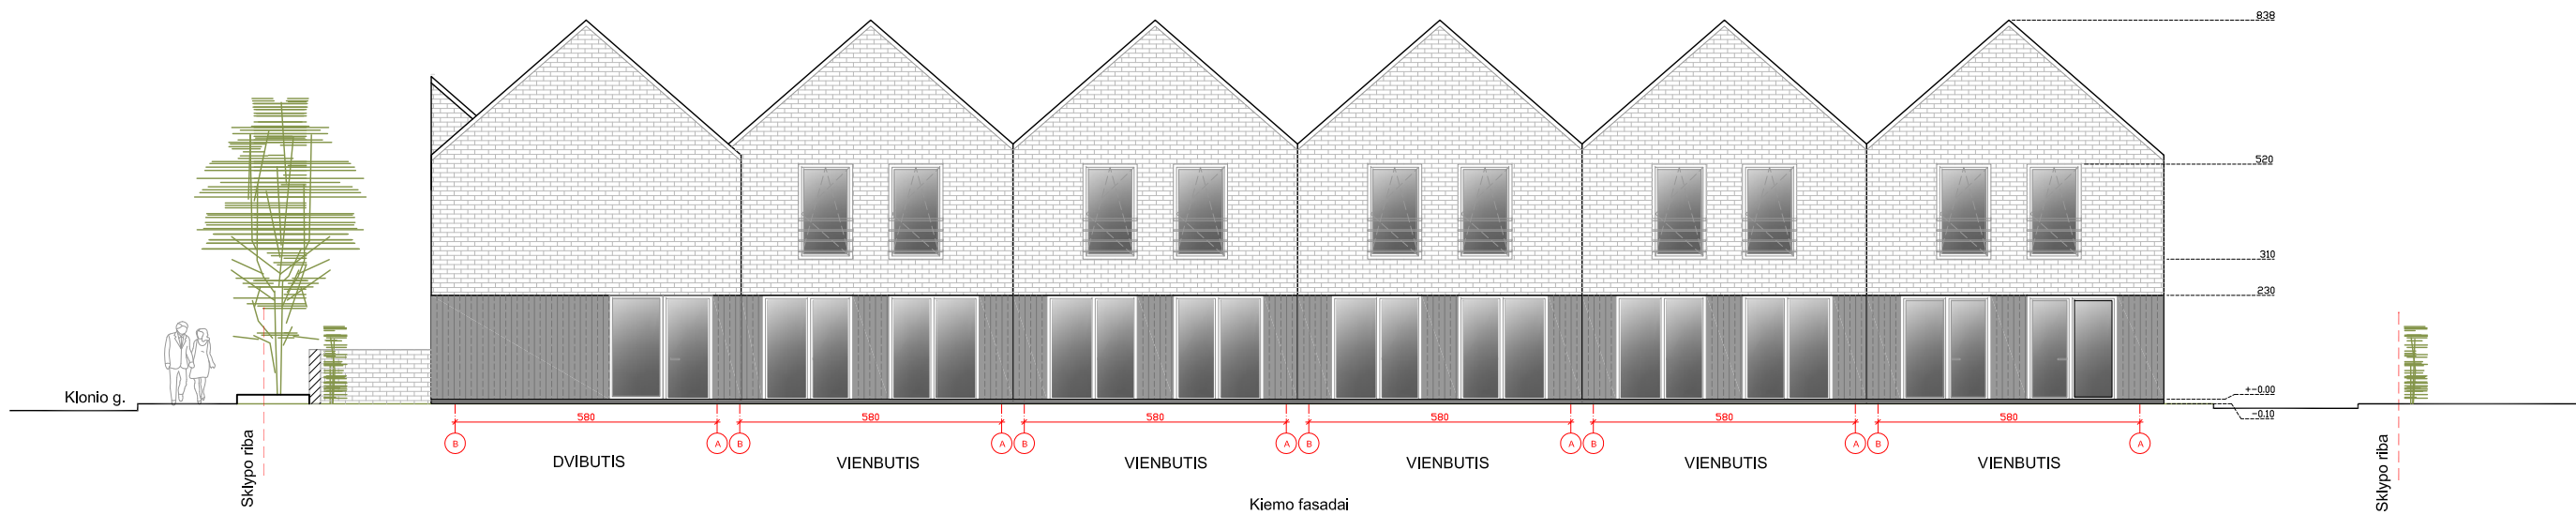 838
520
310
230
+-0.00
-0.10
Klonio g.
580 580 580 580 580 580
B A B A B A B A B A B A
DVIBUTIS VIENBUTIS VIENBUTIS VIENBUTIS VIENBUTIS VIENBUTIS
Sklypo riba
Sklypo riba
Kiemo fasadai